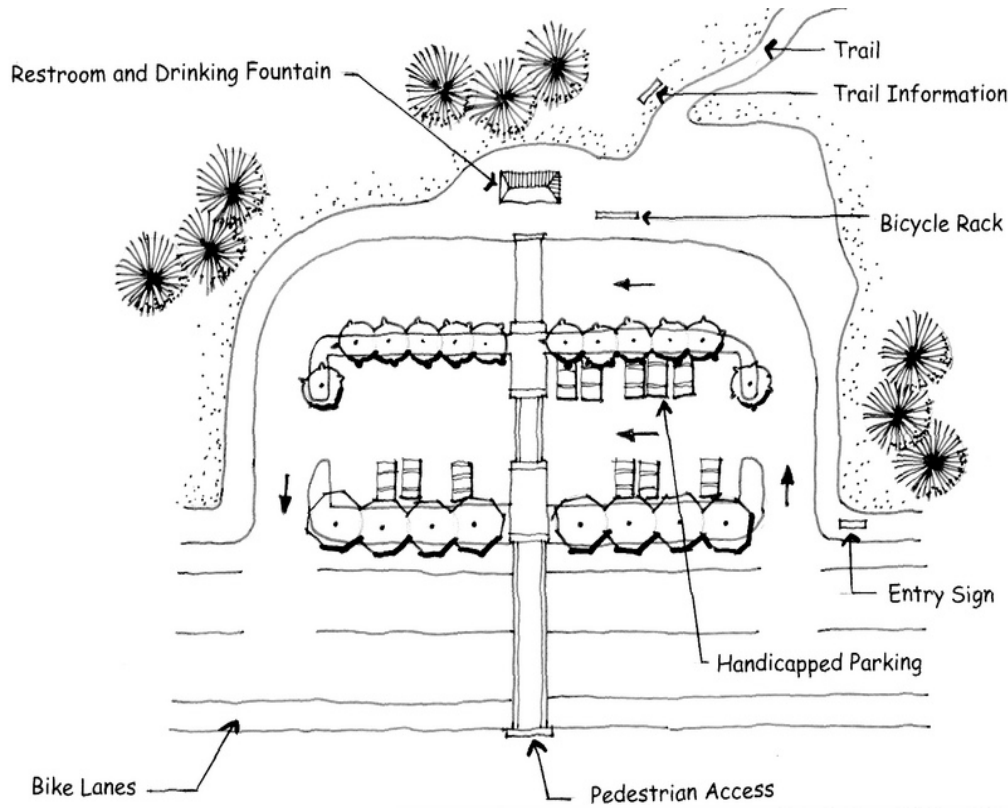 Restroom and Drinking Fountain
Trail
Trail Information
Bicycle Rack
Entry Sign
Handicapped Parking
Bike Lanes
Pedestrian Access